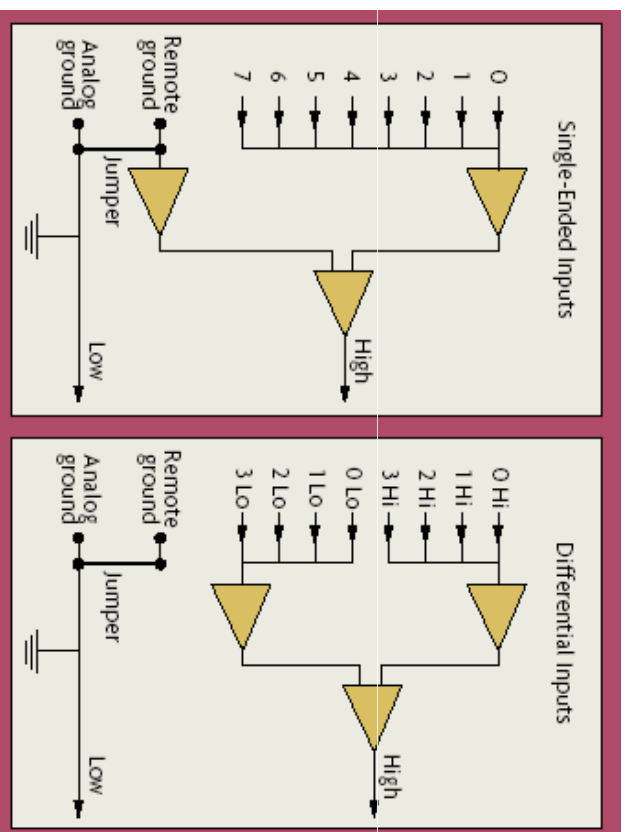 Single-Ended Inputs
0
1
2
3
4
5
6
7
High
Remote
ground
Analog
ground
Jumper
Low
Differential Inputs
0 Hi
1 Hi
2 Hi
3 Hi
0 Lo
1 Lo
2 Lo
3 Lo
High
Remote
ground
Analog
ground
Jumper
Low